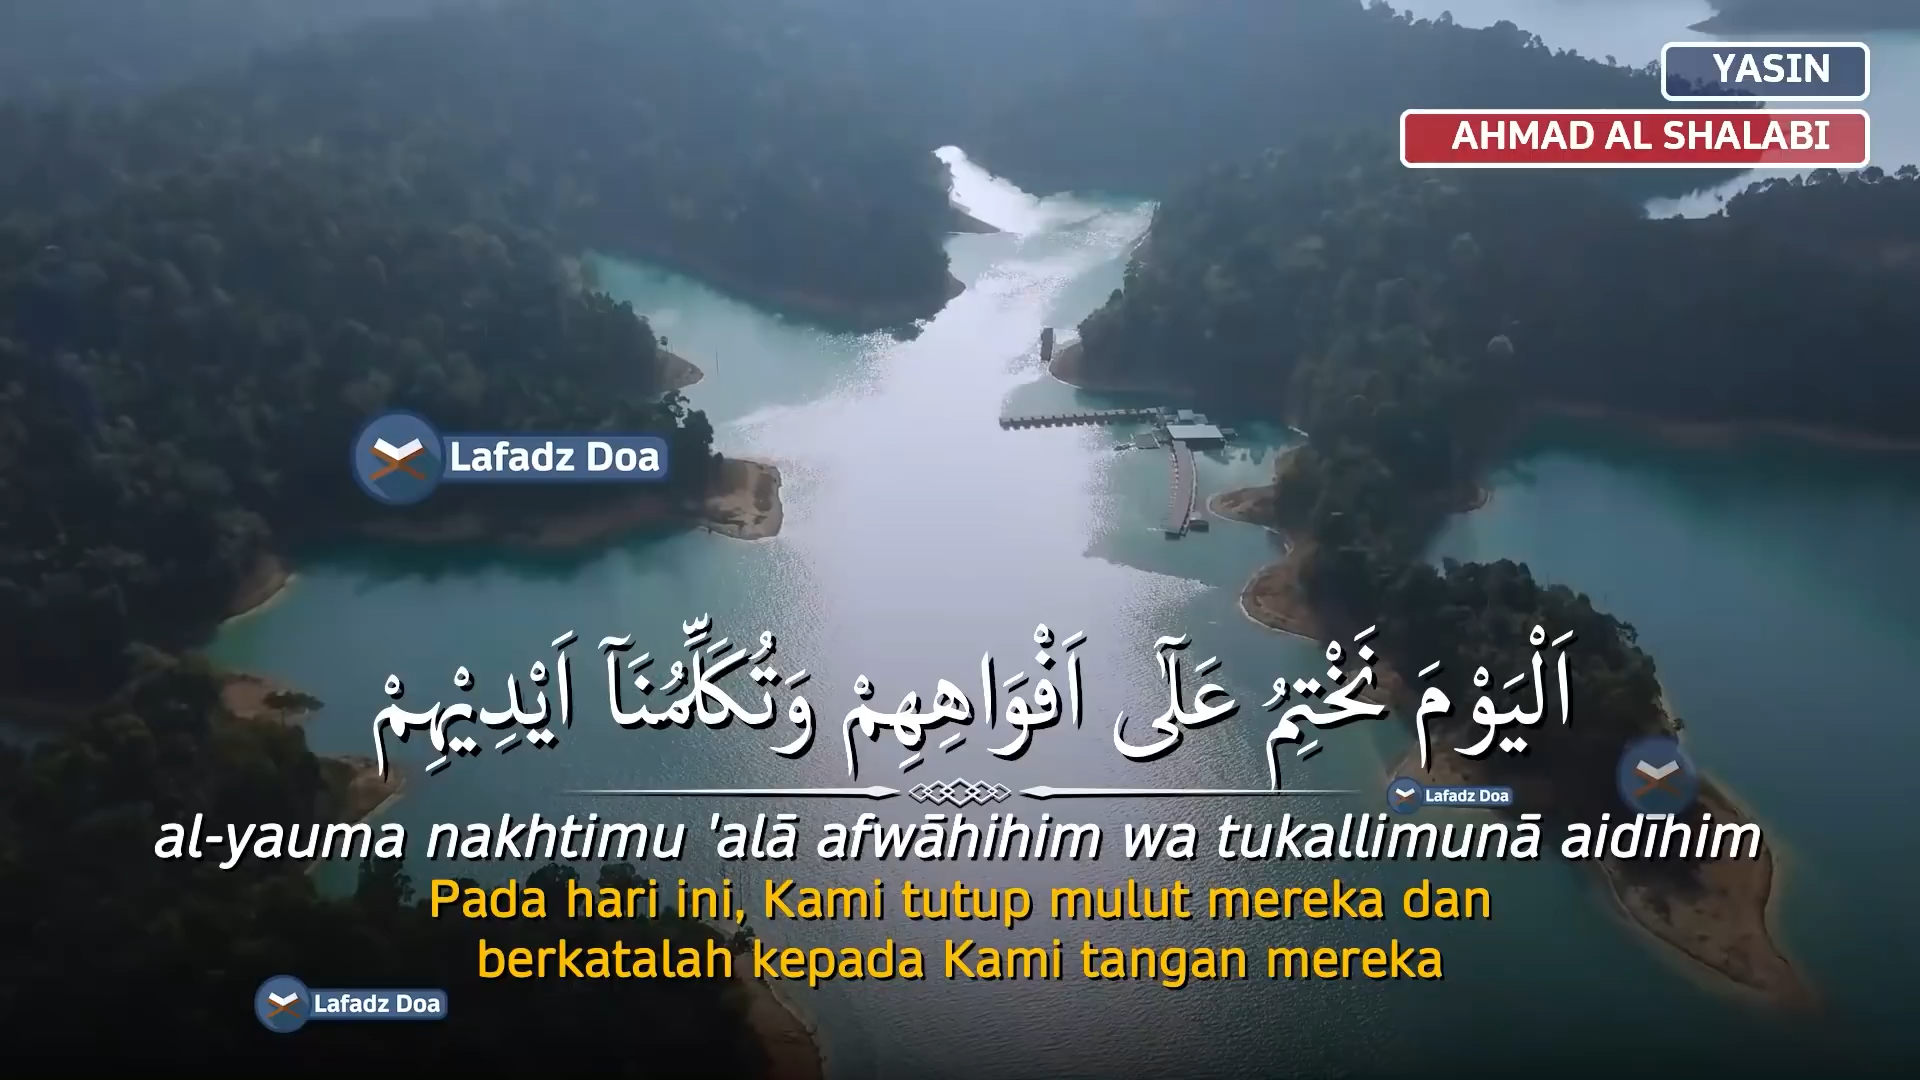 YASIN
AHMAD AL SHALABI
Lafadz Doa
اَلْيَوْمَ نَخْتِمُ عَلٰٓى اَفْوَاهِهِمْ وَتُكَلِّمُنَآ اَيْدِيْهِمْ
Lafadz Doa
al-yauma nakhtimu 'alā afwāhihim wa tukallimunā aidīhim
Pada hari ini, Kami tutup mulut mereka dan
berkatalah kepada Kami tangan mereka
Lafadz Doa